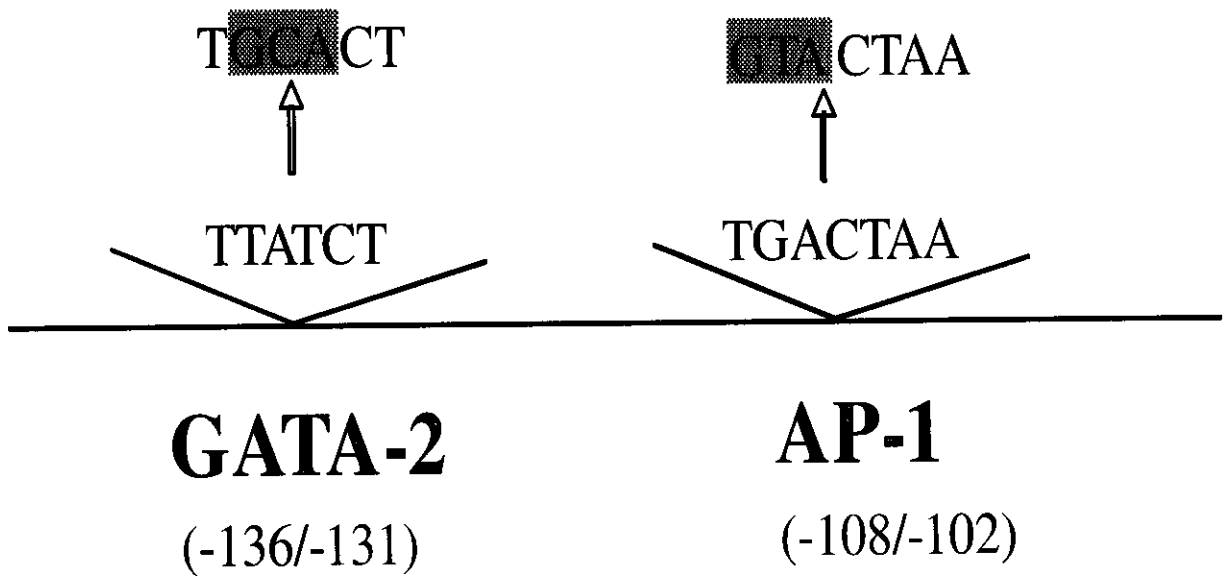 TGCACT GTACTAA
TTATCT TGACTAA
GATA-2 AP-1
(-136/-131) (-108/-102)